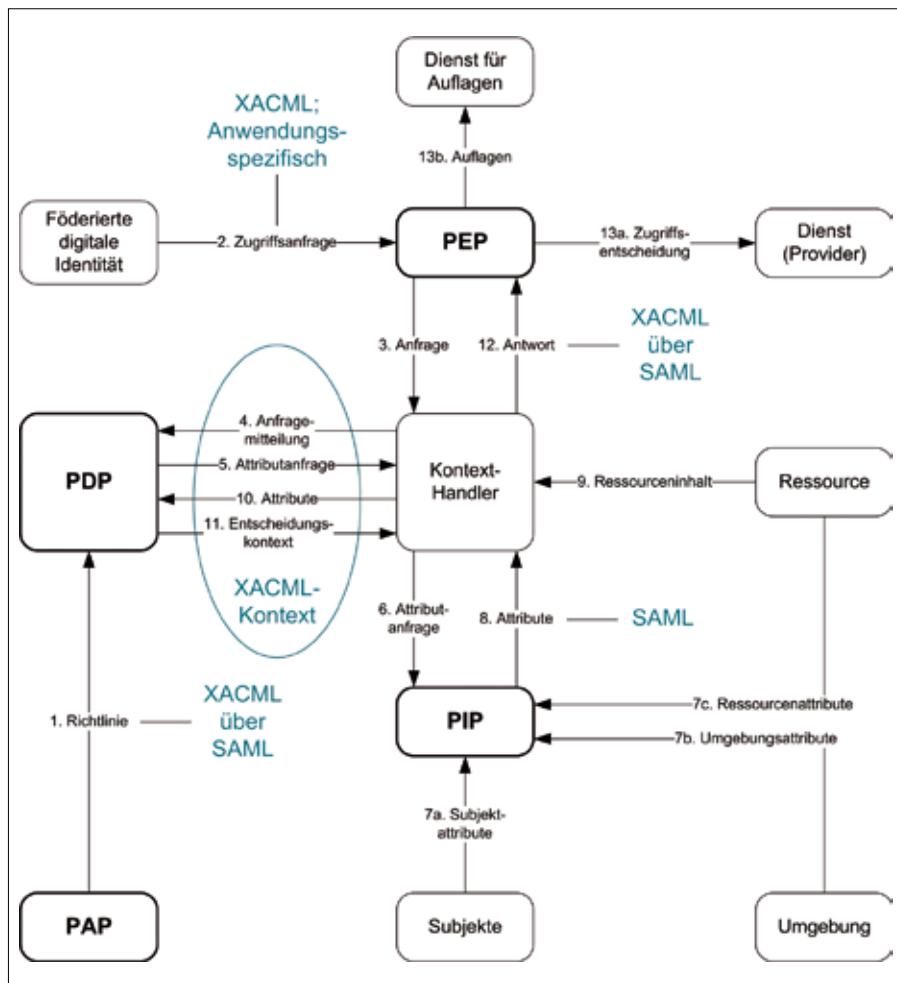 Dienst für
Auflagen
XACML;
Anwendungs-
spezifisch
13b. Auflagen
Föderierte
digitale
Identität
2. Zugriffsanfrage
PEP
13a. Zugriffs-
entscheidung
Dienst
(Provider)
3. Anfrage
12. Antwort
XACML
über
SAML
4. Anfrage-
mitteilung
5. Attributanfrage
10. Attribute
11. Entscheidungs-
kontext
PDP
Kontext-
Handler
9. Ressourceninhalt
Ressource
XACML-
Kontext
6. Attribut-
anfrage
8. Attribute
SAML
1. Richtlinie
XACML
über
SAML
PIP
7c. Ressourcenattribute
7b. Umgebungsattribute
7a. Subjekt-
attribute
PAP
Subjekte
Umgebung